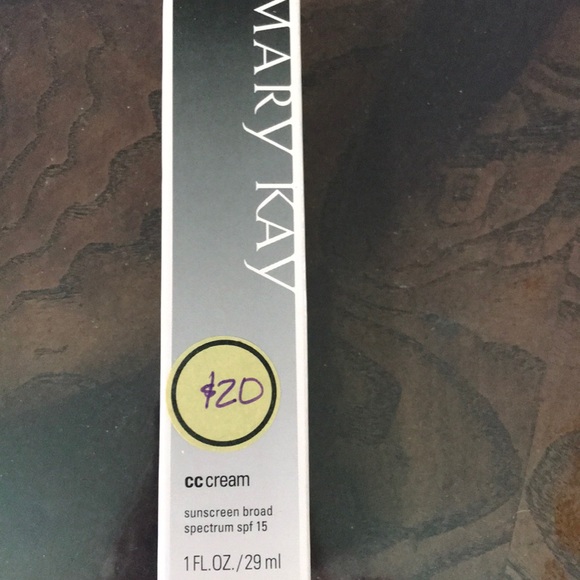 MARY KAY
$20
cc cream
sunscreen broad
spectrum spf 15
1 FL.OZ./29 ml